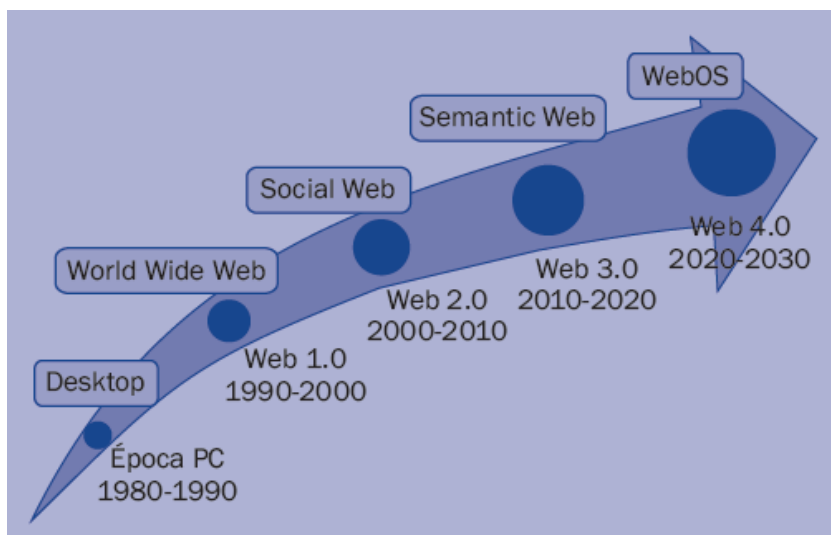 WebOS
Semantic Web
Social Web
World Wide Web
Desktop
Web 4.0
2020-2030
Web 3.0
2010-2020
Web 2.0
2000-2010
Web 1.0
1990-2000
Época PC
1980-1990